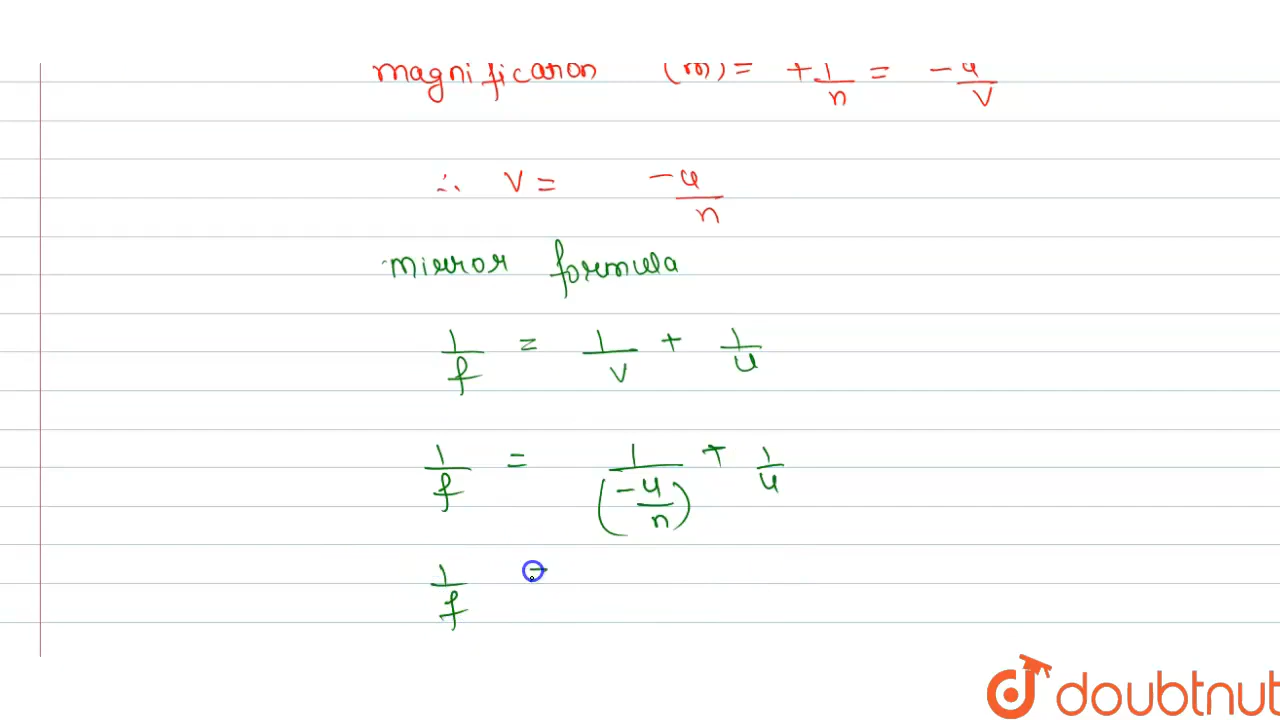 magnification (m) = +1/n = -u/v
∴ v = -u/n
mirror formula
1/f = 1/v + 1/u
1/f = 1/(-u/n) + 1/u
1/f =
doubtnut